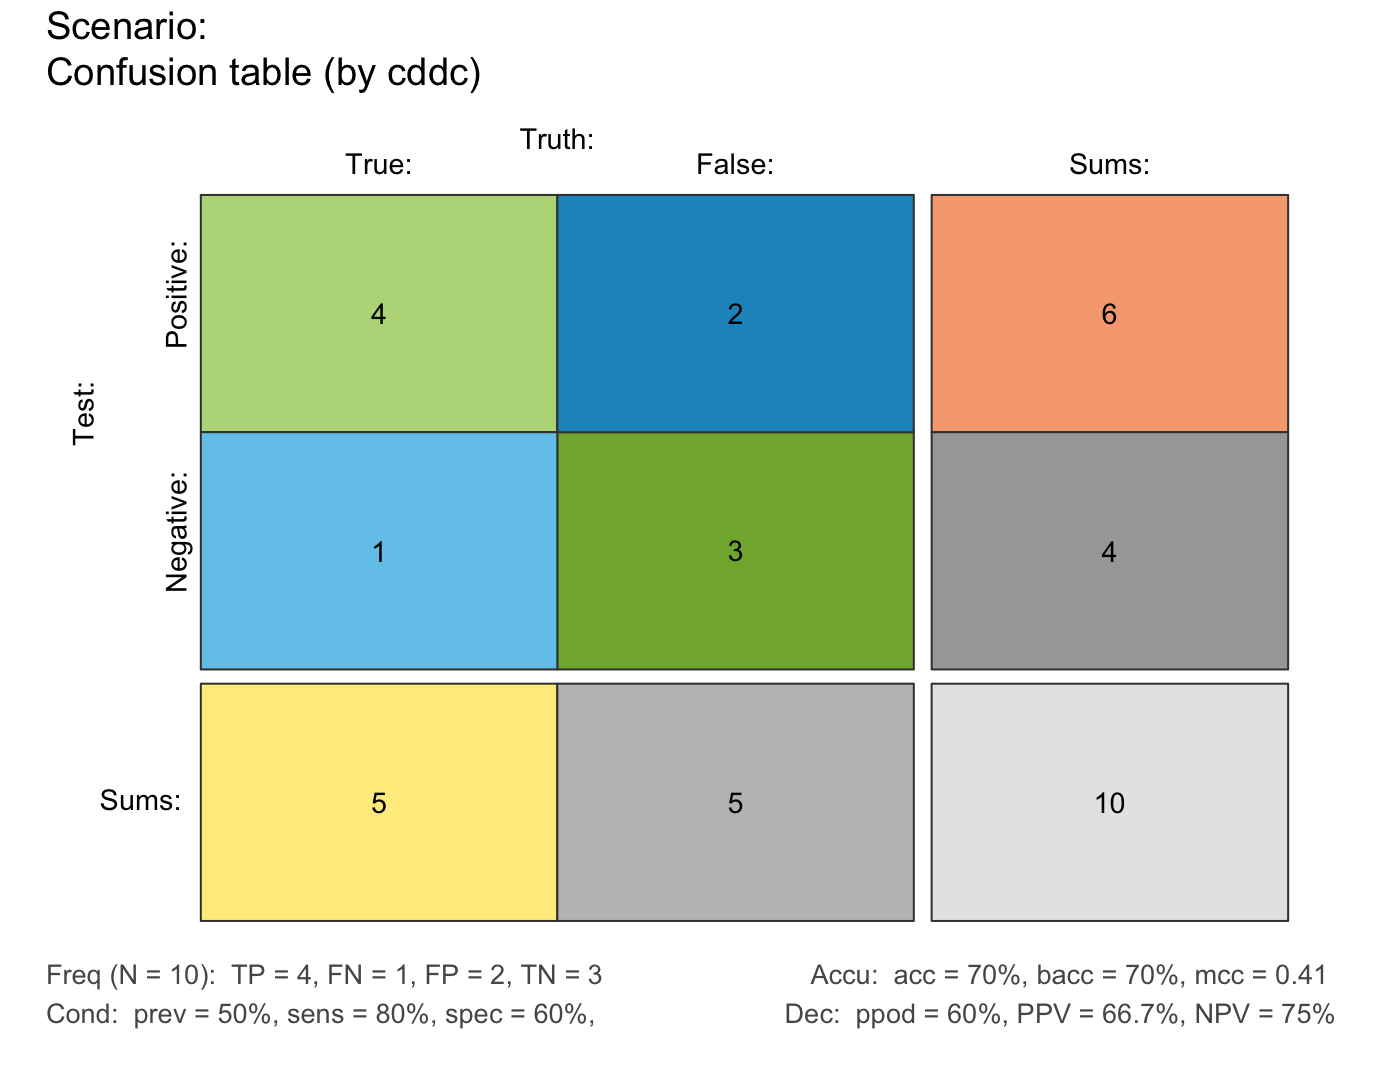 Scenario:
Confusion table (by cddc)
Truth:
True: False: Sums:
Test:
Positive:
4 2 6
Negative:
1 3 4
Sums:
5 5 10
Freq (N = 10):  TP = 4, FN = 1, FP = 2, TN = 3
Cond:  prev = 50%, sens = 80%, spec = 60%,
Accu:  acc = 70%, bacc = 70%, mcc = 0.41
Dec:  ppod = 60%, PPV = 66.7%, NPV = 75%